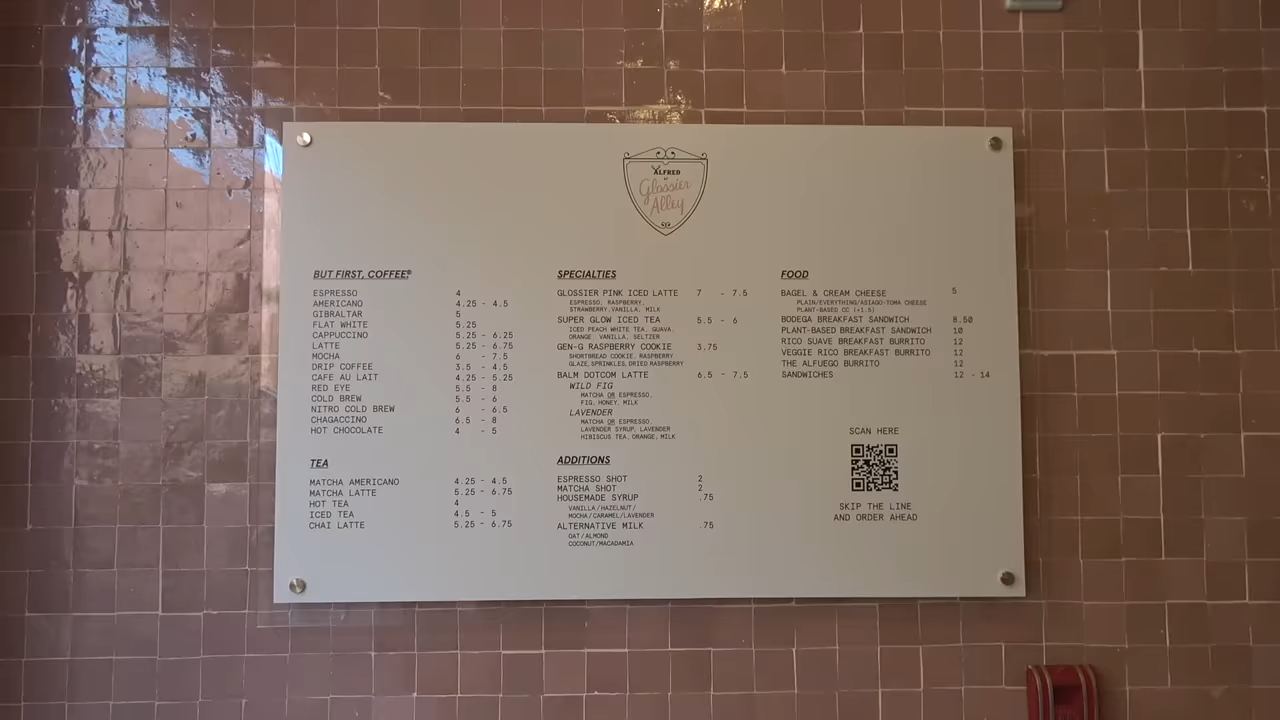 ALFRED
at
Glossier
Alley
BUT FIRST, COFFEE®
ESPRESSO 4
AMERICANO 4.25 - 4.5
GIBRALTAR 5
FLAT WHITE 5.25
CAPPUCCINO 5.25 - 6.25
LATTE 5.25 - 6.75
MOCHA 6 - 7.5
DRIP COFFEE 3.5 - 4.5
CAFE AU LAIT 4.25 - 5.25
RED EYE 5.5 - 8
COLD BREW 5.5 - 6
NITRO COLD BREW 6 - 6.5
CHAGACCINO 6.5 - 8
HOT CHOCOLATE 4 - 5
TEA
MATCHA AMERICANO 4.25 - 4.5
MATCHA LATTE 5.25 - 6.75
HOT TEA 4
ICED TEA 4.5 - 5
CHAI LATTE 5.25 - 6.75
SPECIALTIES
GLOSSIER PINK ICED LATTE 7 - 7.5
ESPRESSO, RASPBERRY,
STRAWBERRY, VANILLA, MILK
SUPER GLOW ICED TEA 5.5 - 6
ICED PEACH WHITE TEA, GUAVA,
ORANGE, VANILLA, SELTZER
GEN-G RASPBERRY COOKIE 3.75
SHORTBREAD COOKIE, RASPBERRY
GLAZE, SPRINKLES, DRIED RASPBERRY
BALM DOTCOM LATTE 6.5 - 7.5
WILD FIG
MATCHA OR ESPRESSO,
FIG, HONEY, MILK
LAVENDER
MATCHA OR ESPRESSO,
LAVENDER SYRUP, LAVENDER
HIBISCUS TEA, ORANGE, MILK
ADDITIONS
ESPRESSO SHOT 2
MATCHA SHOT 2
HOUSEMADE SYRUP .75
VANILLA/HAZELNUT/
MOCHA/CARAMEL/LAVENDER
ALTERNATIVE MILK .75
OAT/ALMOND
COCONUT/MACADAMIA
FOOD
BAGEL & CREAM CHEESE 5
PLAIN/EVERYTHING/ASIAGO-TOMA CHEESE
PLANT-BASED CC (+1.5)
BODEGA BREAKFAST SANDWICH 8.50
PLANT-BASED BREAKFAST SANDWICH 10
RICO SUAVE BREAKFAST BURRITO 12
VEGGIE RICO BREAKFAST BURRITO 12
THE ALFUEGO BURRITO 12
SANDWICHES 12 - 14
SCAN HERE
SKIP THE LINE
AND ORDER AHEAD